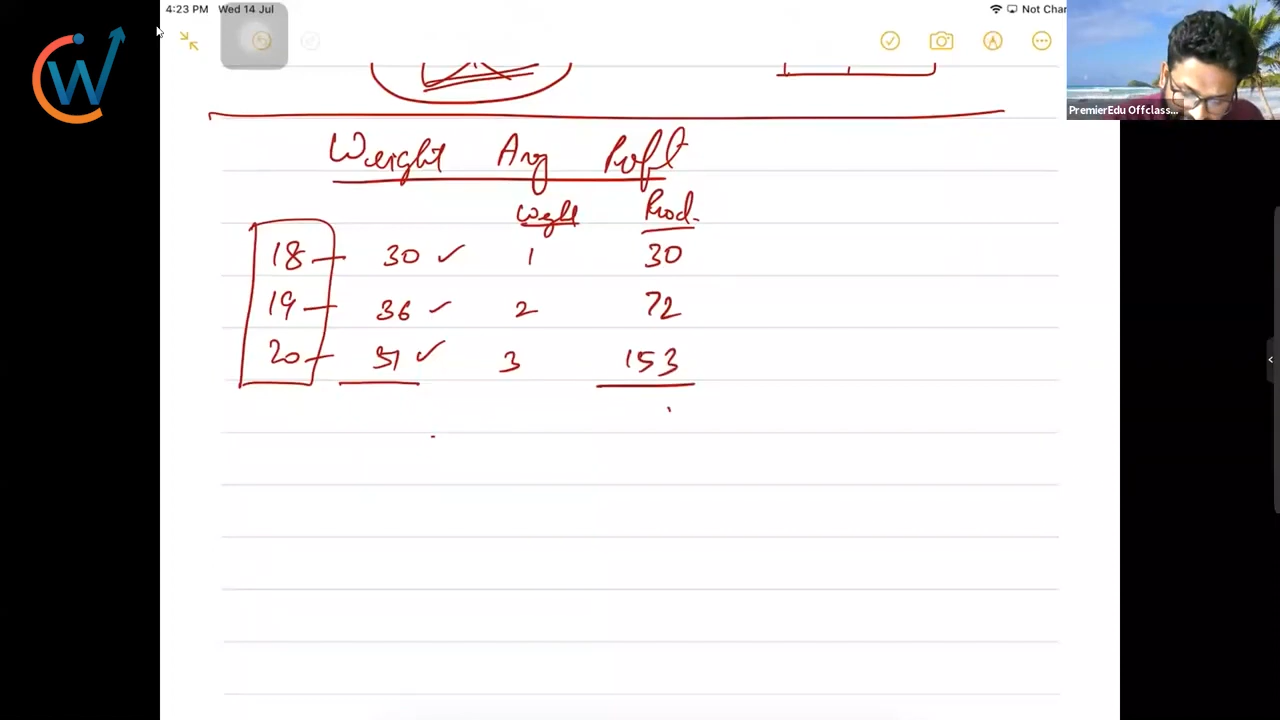 4:23 PM Wed 14 Jul
Not Char
W
PremierEdu Offclass...
Weight Avg Profit
Weight Prod.
18 - 30 ✓ 1 30
19 - 36 ✓ 2 72
20 - 51 ✓ 3 153